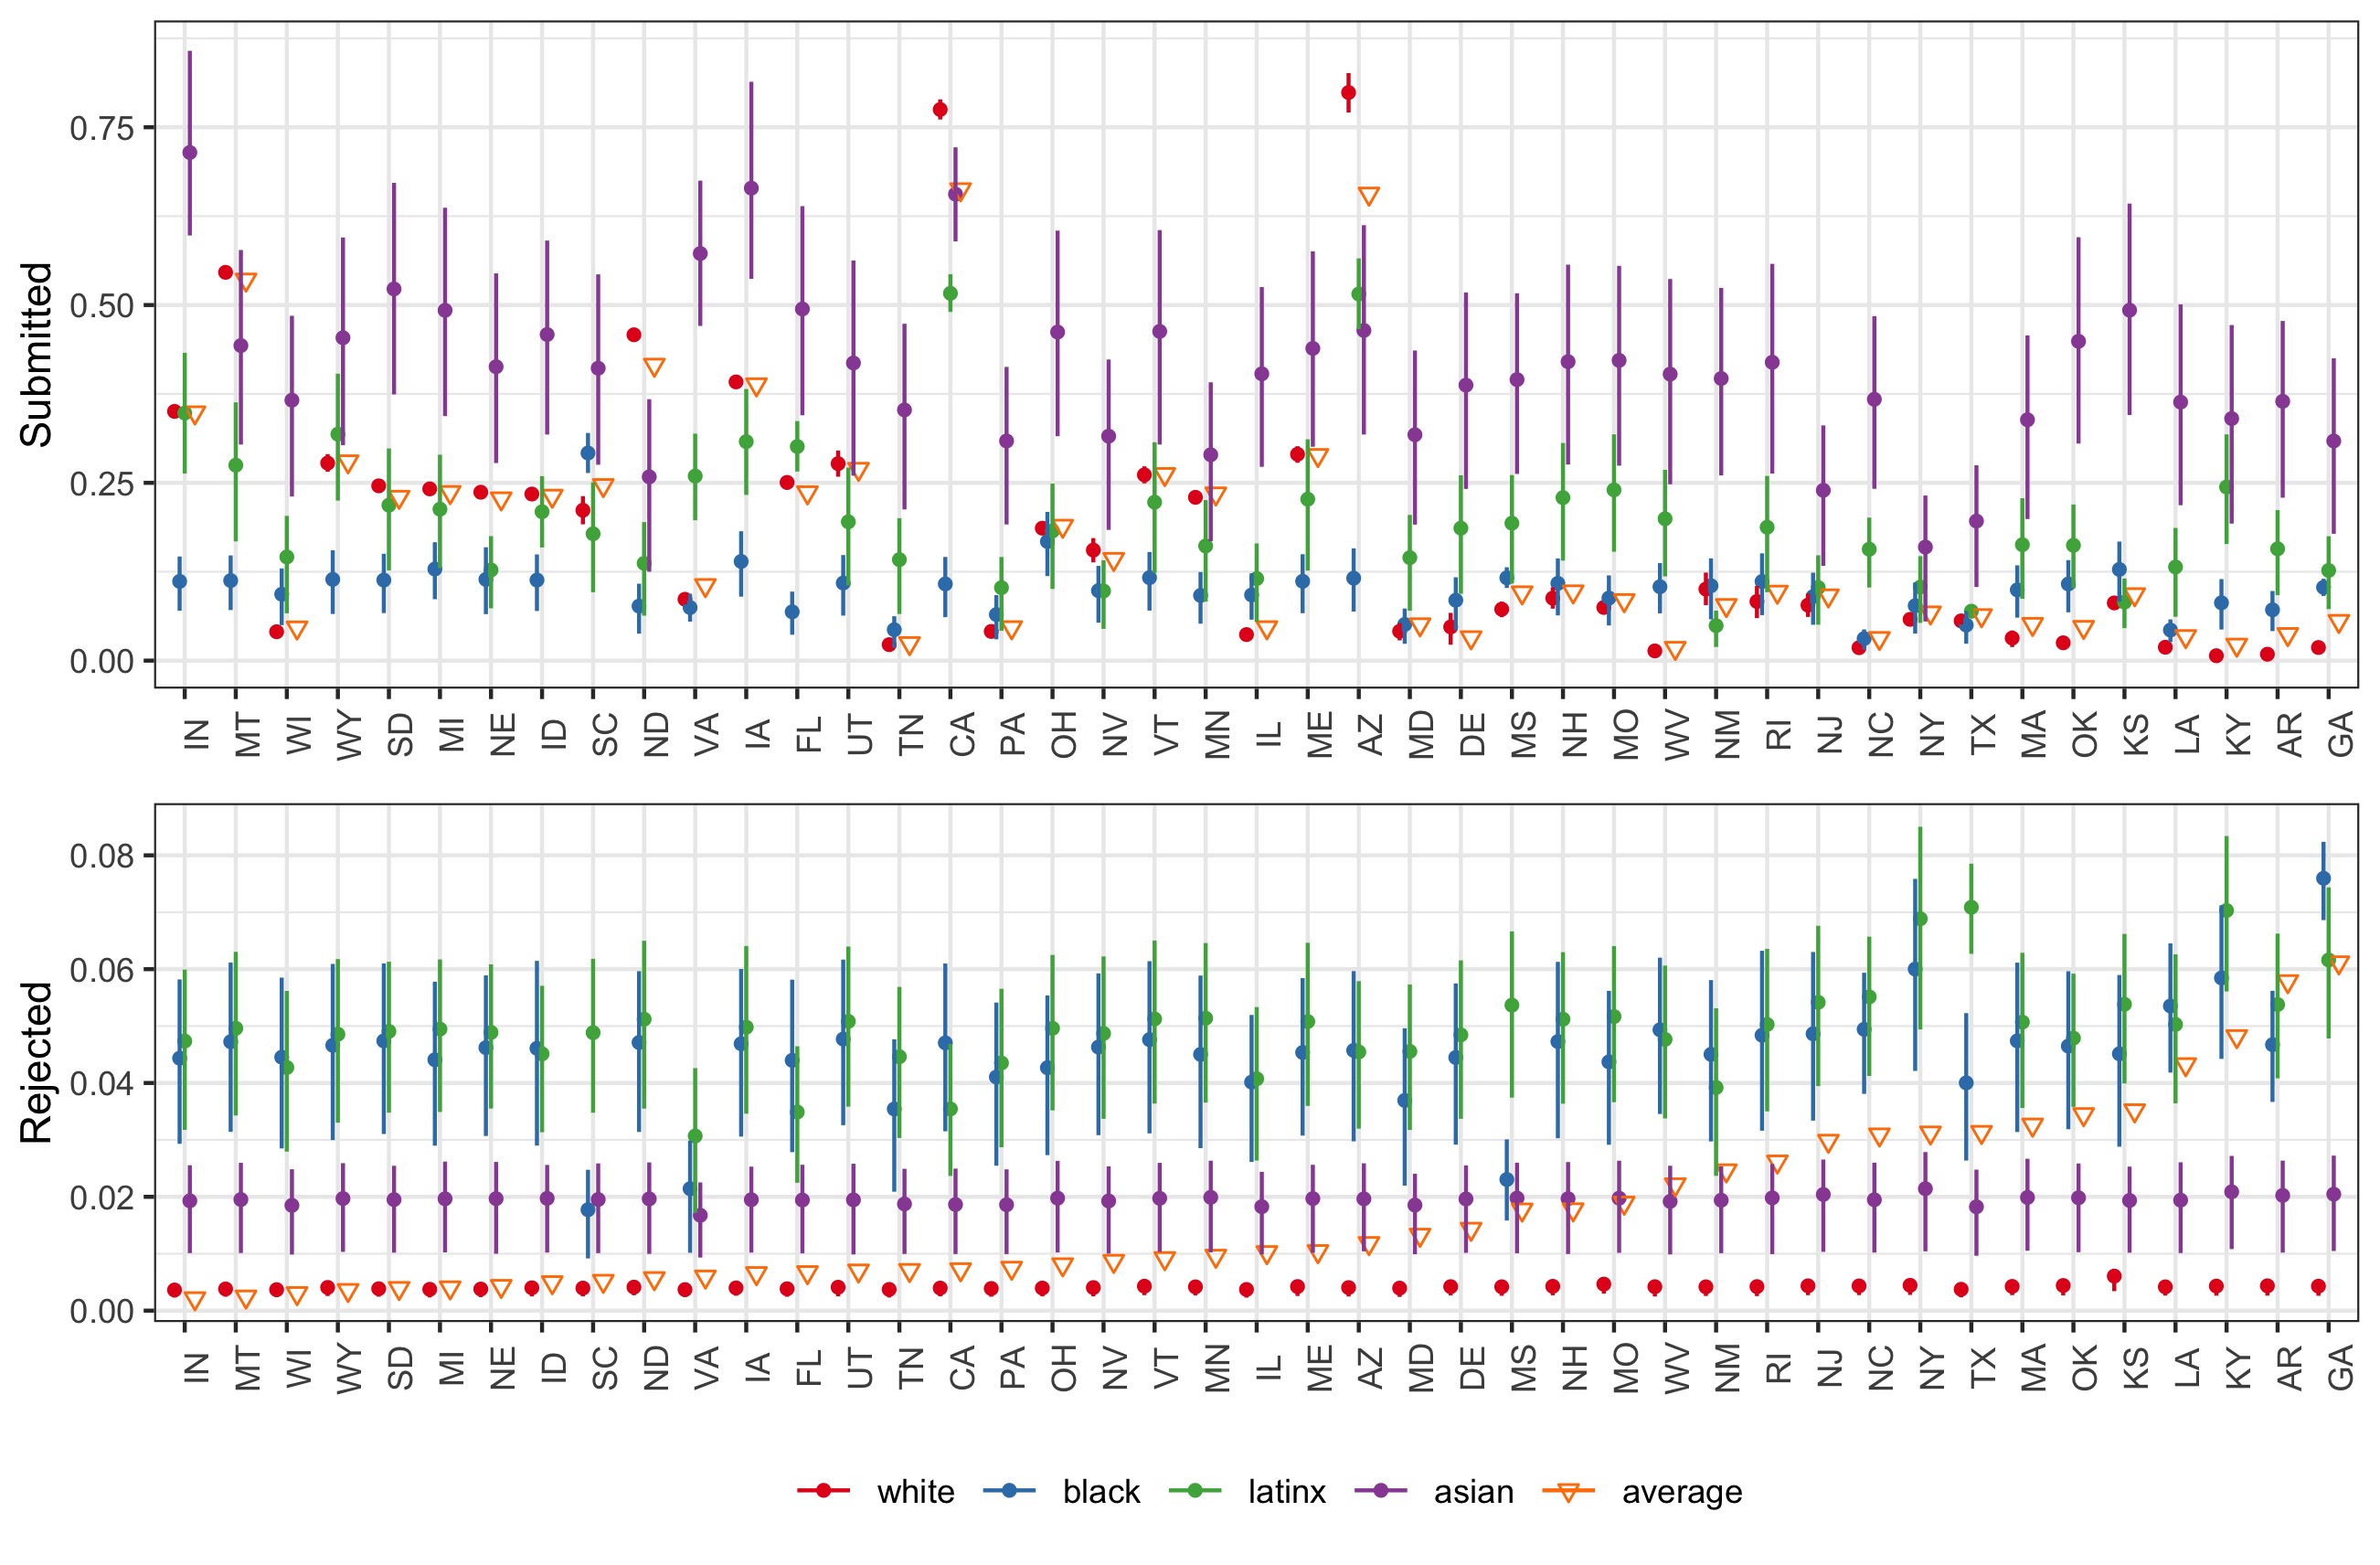 Submitted
0.75
0.50
0.25
0.00
IN MT WI WY SD MI NE ID SC ND VA IA FL UT TN CA PA OH NV VT MN IL ME AZ MD DE MS NH MO WV NM RI NJ NC NY TX MA OK KS LA KY AR GA
Rejected
0.08
0.06
0.04
0.02
0.00
IN MT WI WY SD MI NE ID SC ND VA IA FL UT TN CA PA OH NV VT MN IL ME AZ MD DE MS NH MO WV NM RI NJ NC NY TX MA OK KS LA KY AR GA
white black latinx asian average